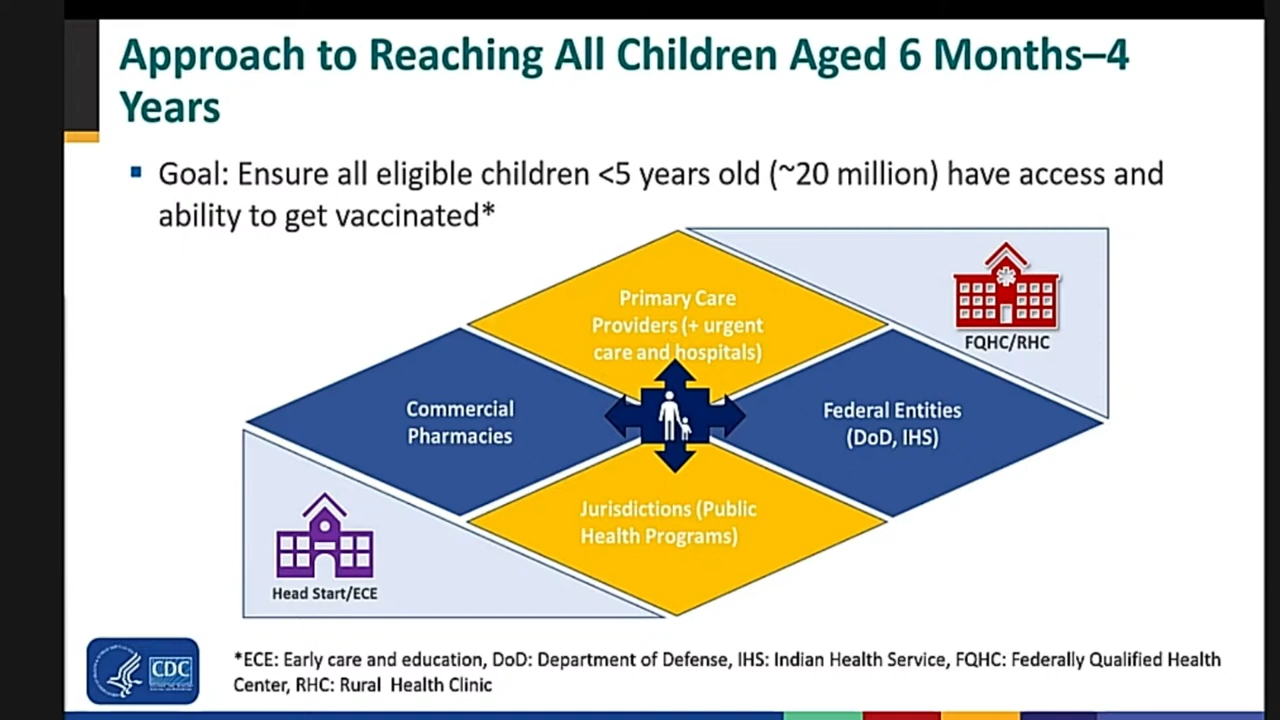 Approach to Reaching All Children Aged 6 Months–4
Years
▪ Goal: Ensure all eligible children <5 years old (~20 million) have access and
ability to get vaccinated*
Primary Care
Providers (+ urgent
care and hospitals)
FQHC/RHC
Commercial
Pharmacies
Federal Entities
(DoD, IHS)
Jurisdictions (Public
Health Programs)
Head Start/ECE
CDC
*ECE: Early care and education, DoD: Department of Defense, IHS: Indian Health Service, FQHC: Federally Qualified Health
Center, RHC: Rural Health Clinic